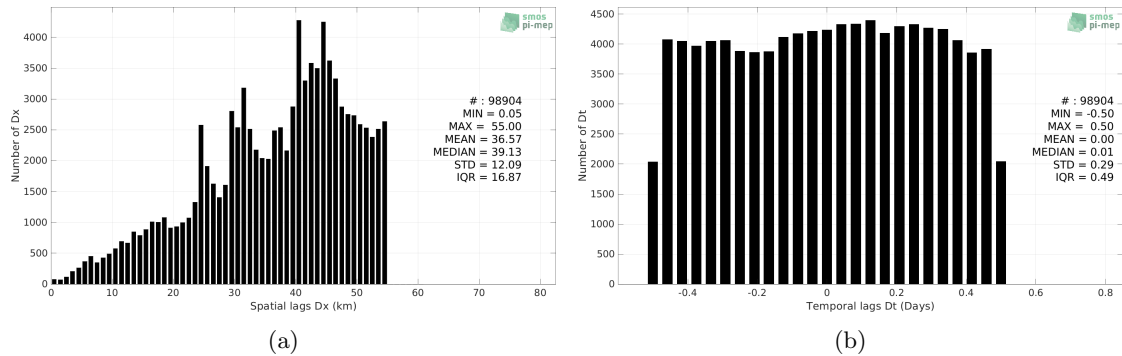 4000
3500
3000
2500
2000
1500
1000
500
0
Number of Dx
0 10 20 30 40 50 60 70 80
Spatial lags Dx (km)
smos
pi-mep
# : 98904
MIN = 0.05
MAX = 55.00
MEAN = 36.57
MEDIAN = 39.13
STD = 12.09
IQR = 16.87
(a)
4500
4000
3500
3000
2500
2000
1500
1000
500
0
Number of Dt
-0.4 -0.2 0 0.2 0.4 0.6 0.8
Temporal lags Dt (Days)
smos
pi-mep
# : 98904
MIN = -0.50
MAX = 0.50
MEAN = 0.00
MEDIAN = 0.01
STD = 0.29
IQR = 0.49
(b)